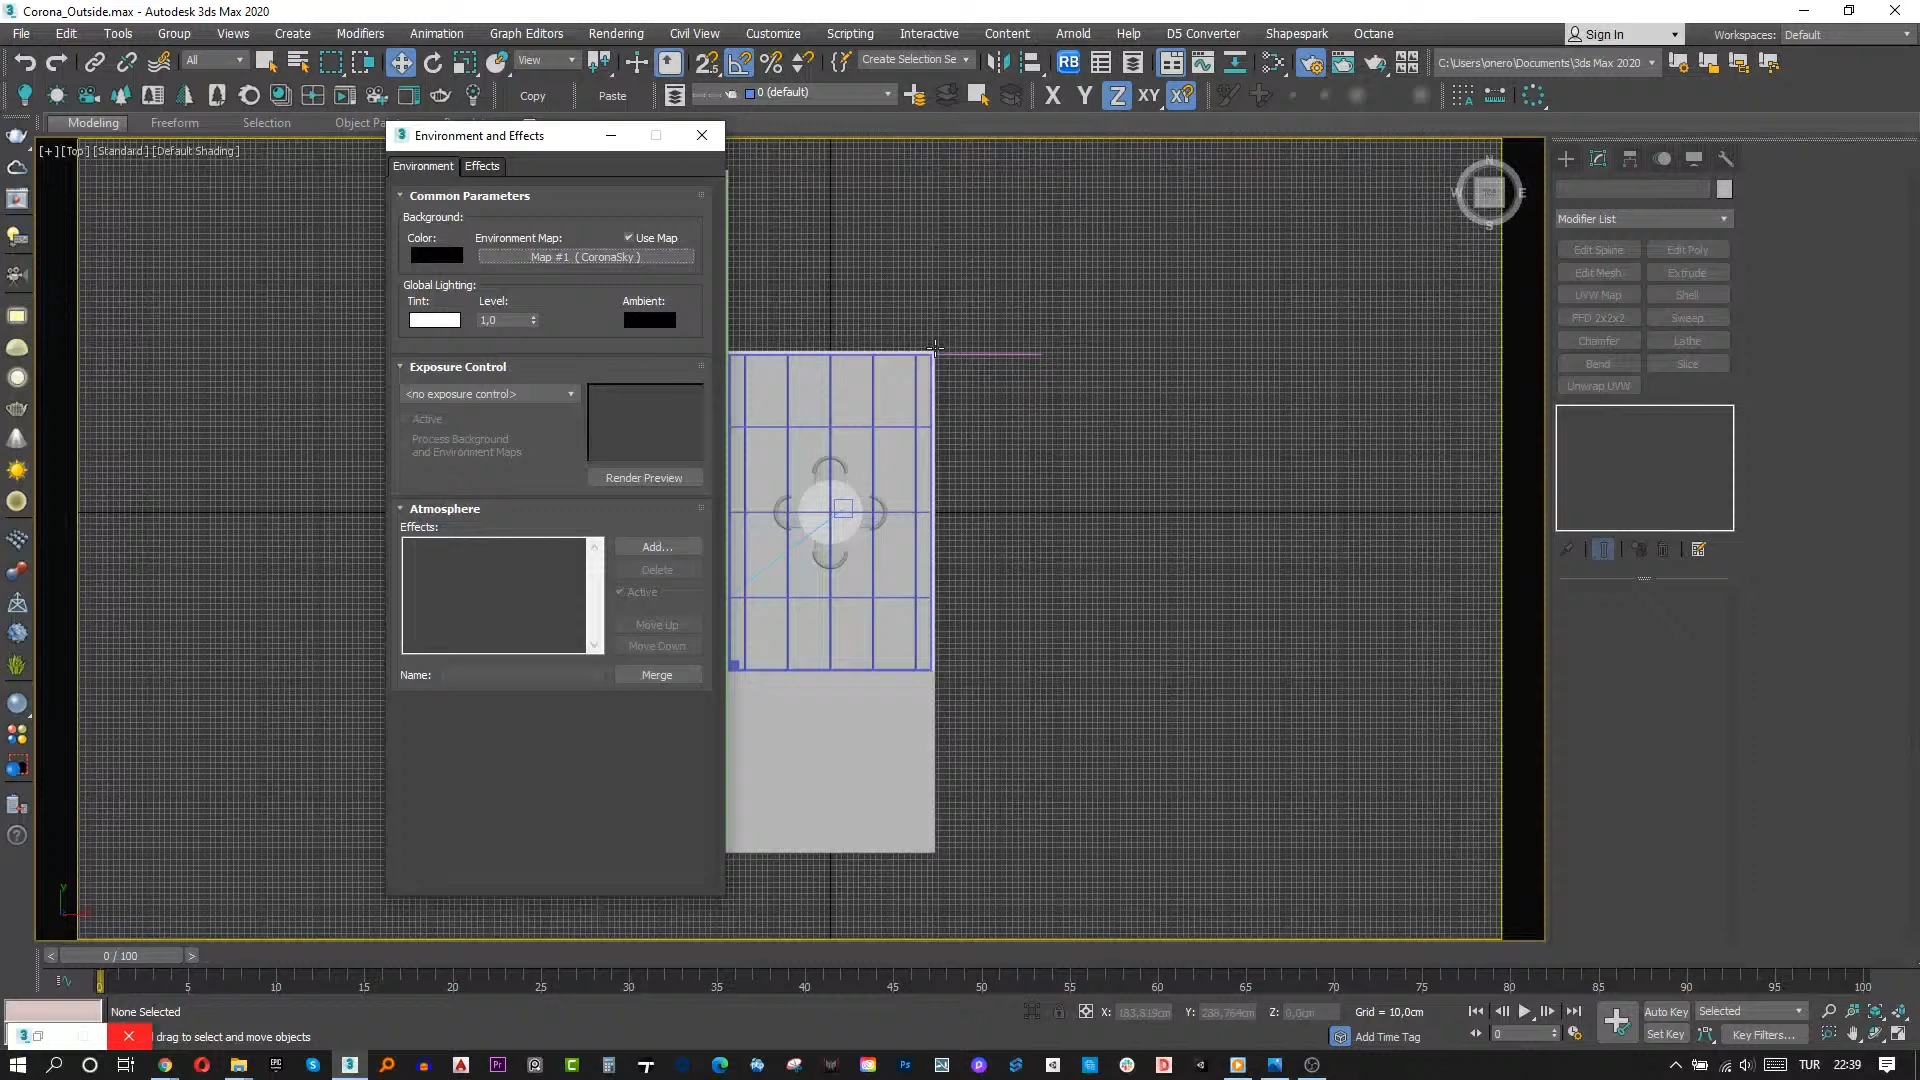 Corona_Outside.max - Autodesk 3ds Max 2020
File Edit Tools Group Views Create Modifiers Animation Graph Editors Rendering Civil View Customize Scripting Interactive Content Arnold Help D5 Converter Shapespark Octane
Sign In Workspaces: Default
All View Create Selection Se RB C:\Users\onero\Documents\3ds Max 2020
Copy Paste 0 (default) X Y Z XY
Modeling Freeform Selection Object Pa
[+] [Top] [Standard] [Default Shading]
Environment and Effects
Environment Effects
Common Parameters
Background:
Color: Environment Map: Use Map
Map #1 ( CoronaSky )
Global Lighting:
Tint: Level: Ambient:
1,0
Exposure Control
<no exposure control>
Active
Process Background
and Environment Maps
Render Preview
Atmosphere
Effects:
Add...
Delete
Active
Move Up
Move Down
Name: Merge
N
W E
S
Modifier List
Edit Spline Edit Poly
Edit Mesh Extrude
UVW Map Shell
FFD 2x2x2 Sweep
Chamfer Lathe
Bend Slice
Unwrap UVW
y
< 0 / 100 >
0 5 10 15 20 25 30 35 40 45 50 55 60 65 70 75 80 85 90 95 100
None Selected X: Y: Z: 0,0cm Grid = 10,0cm Auto Key Selected
drag to select and move objects Add Time Tag 0 Set Key Key Filters...
TUR 22:39